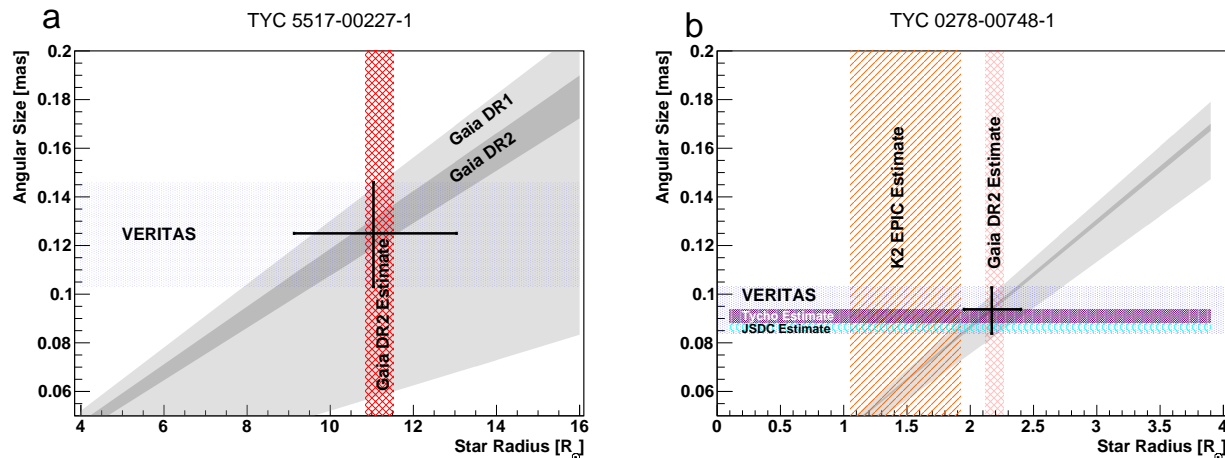 a
TYC 5517-00227-1
Angular Size [mas]
0.2
0.18
0.16
0.14
0.12
0.1
0.08
0.06
Gaia DR1
Gaia DR2
VERITAS
Gaia DR2 Estimate
4 6 8 10 12 14 16
Star Radius [R⊙]
b
TYC 0278-00748-1
Angular Size [mas]
0.2
0.18
0.16
0.14
0.12
0.1
0.08
0.06
K2 EPIC Estimate
Gaia DR2 Estimate
VERITAS
Tycho Estimate
JSDC Estimate
0 0.5 1 1.5 2 2.5 3 3.5 4
Star Radius [R⊙]